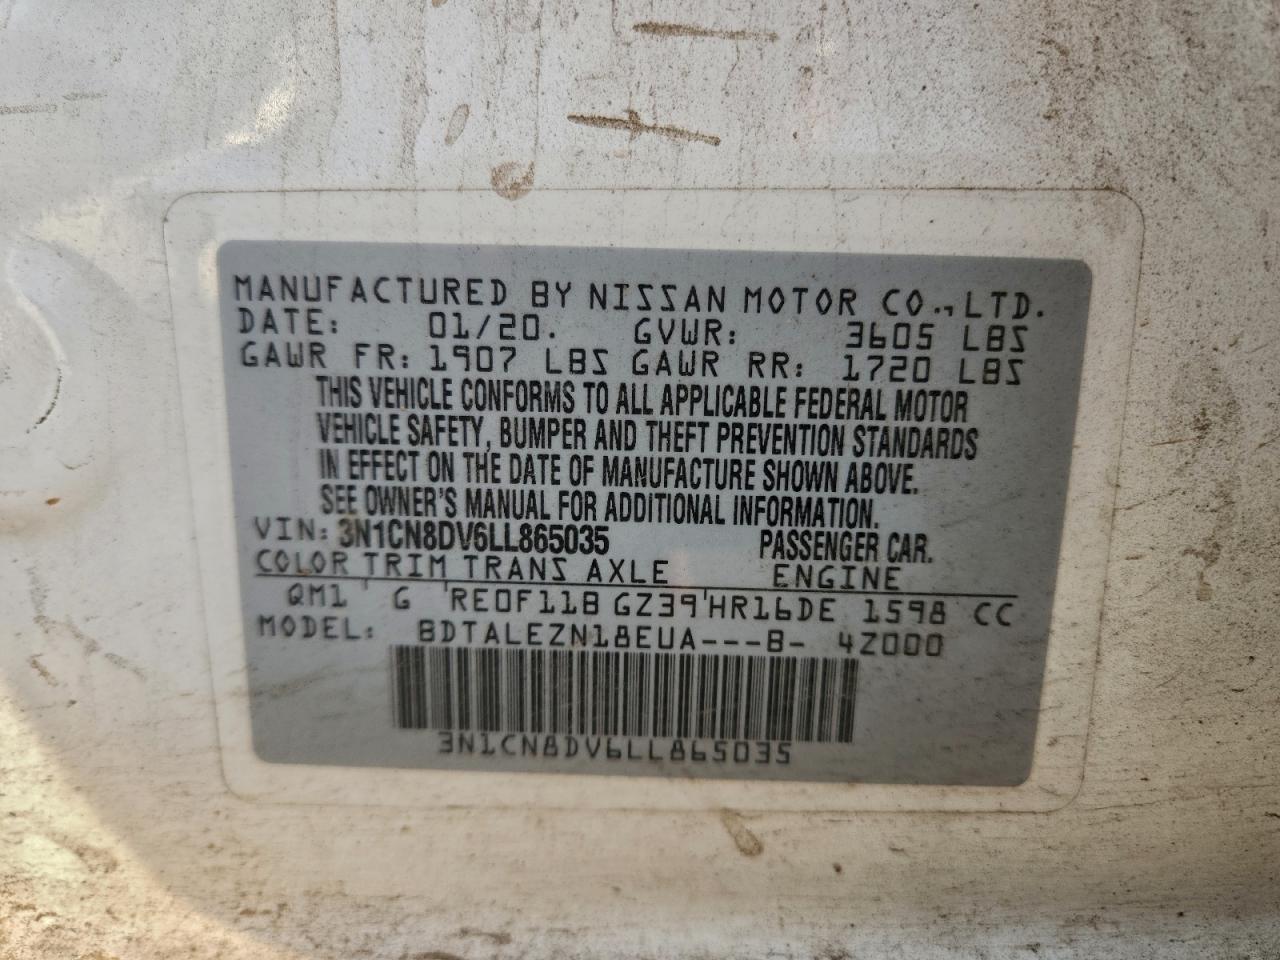 MANUFACTURED BY NISSAN MOTOR CO., LTD.
DATE: 01/20. GVWR: 3605 LBS
GAWR FR: 1907 LBS GAWR RR: 1720 LBS
THIS VEHICLE CONFORMS TO ALL APPLICABLE FEDERAL MOTOR
VEHICLE SAFETY, BUMPER AND THEFT PREVENTION STANDARDS
IN EFFECT ON THE DATE OF MANUFACTURE SHOWN ABOVE.
SEE OWNER'S MANUAL FOR ADDITIONAL INFORMATION.
VIN: 3N1CN8DV6LL865035 PASSENGER CAR.
COLOR TRIM TRANS AXLE ENGINE
QM1 ' G 'RE0F11B GZ39'HR16DE 1598 CC
MODEL: BDTALEZN18EUA---B- 4Z000
3N1CN8DV6LL865035